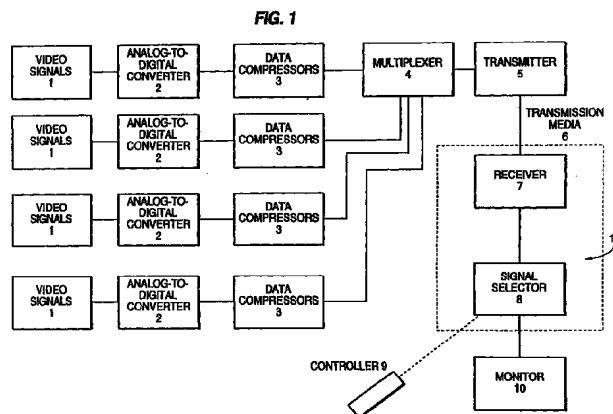 FIG. 1
VIDEO
SIGNALS
1
ANALOG-TO-
DIGITAL
CONVERTER
2
DATA
COMPRESSORS
3
MULTIPLEXER
4
TRANSMITTER
5
VIDEO
SIGNALS
1
ANALOG-TO-
DIGITAL
CONVERTER
2
DATA
COMPRESSORS
3
TRANSMISSION
MEDIA
6
VIDEO
SIGNALS
1
ANALOG-TO-
DIGITAL
CONVERTER
2
DATA
COMPRESSORS
3
RECEIVER
7
VIDEO
SIGNALS
1
ANALOG-TO-
DIGITAL
CONVERTER
2
DATA
COMPRESSORS
3
SIGNAL
SELECTOR
8
CONTROLLER 9
MONITOR
10